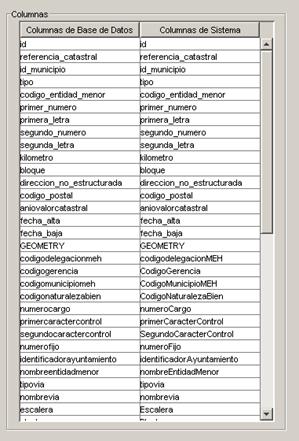 Columnas
Columnas de Base de Datos Columnas de Sistema
id id
referencia_catastral referencia_catastral
id_municipio id_municipio
tipo tipo
codigo_entidad_menor codigo_entidad_menor
primer_numero primer_numero
primera_letra primera_letra
segundo_numero segundo_numero
segunda_letra segunda_letra
kilometro kilometro
bloque bloque
direccion_no_estructurada direccion_no_estructurada
codigo_postal codigo_postal
aniovalorcatastral aniovalorcatastral
fecha_alta fecha_alta
fecha_baja fecha_baja
GEOMETRY GEOMETRY
codigodelegacionmeh codigodelegacionMEH
codigogerencia CodigoGerencia
codigomunicipiomeh CodigoMunicipioMEH
codigonaturalezabien CodigoNaturalezaBien
numerocargo numeroCargo
primercaractercontrol primerCaracterControl
segundocaractercontrol SegundoCaracterControl
numerofijo numeroFijo
identificadorayuntamiento identificadorAyuntamiento
nombreentidadmenor nombreEntidadMenor
tipovia tipovia
nombrevia nombrevia
escalera Escalera